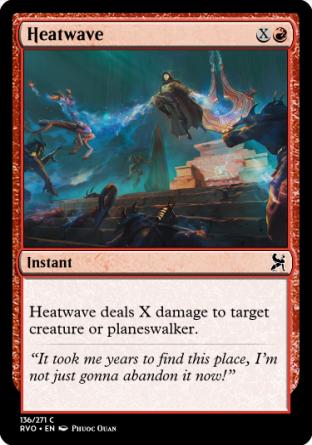 Heatwave X R
Instant
Heatwave deals X damage to target
creature or planeswalker.
“It took me years to find this place, I'm
not just gonna abandon it now!”
136/271 C
RVO • EN Phuoc Quan